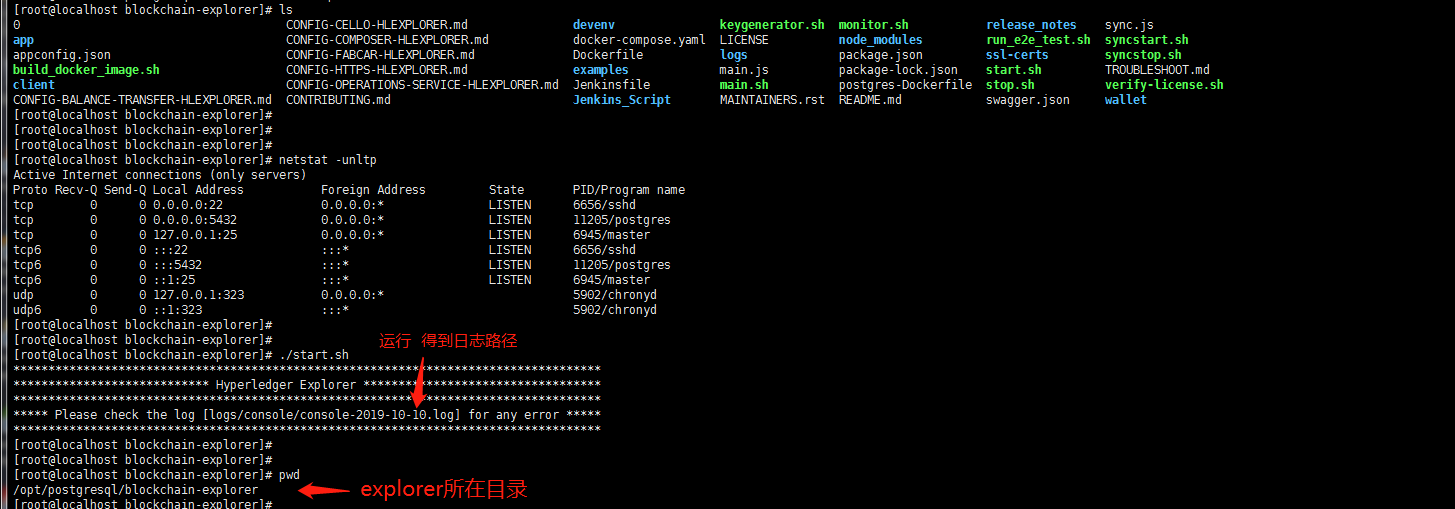 [root@localhost blockchain-explorer]# ls
0 CONFIG-CELLO-HLEXPLORER.md devenv keygenerator.sh monitor.sh release_notes sync.js
app CONFIG-COMPOSER-HLEXPLORER.md docker-compose.yaml LICENSE node_modules run_e2e_test.sh syncstart.sh
appconfig.json CONFIG-FABCAR-HLEXPLORER.md Dockerfile logs package.json ssl-certs syncstop.sh
build_docker_image.sh CONFIG-HTTPS-HLEXPLORER.md examples main.js package-lock.json start.sh TROUBLESHOOT.md
client CONFIG-OPERATIONS-SERVICE-HLEXPLORER.md Jenkinsfile main.sh postgres-Dockerfile stop.sh verify-license.sh
CONFIG-BALANCE-TRANSFER-HLEXPLORER.md CONTRIBUTING.md Jenkins_Script MAINTAINERS.rst README.md swagger.json wallet
[root@localhost blockchain-explorer]#
[root@localhost blockchain-explorer]#
[root@localhost blockchain-explorer]#
[root@localhost blockchain-explorer]# netstat -unltp
Active Internet connections (only servers)
Proto Recv-Q Send-Q Local Address Foreign Address State PID/Program name
tcp 0 0 0.0.0.0:22 0.0.0.0:* LISTEN 6656/sshd
tcp 0 0 0.0.0.0:5432 0.0.0.0:* LISTEN 11205/postgres
tcp 0 0 127.0.0.1:25 0.0.0.0:* LISTEN 6945/master
tcp6 0 0 :::22 :::* LISTEN 6656/sshd
tcp6 0 0 :::5432 :::* LISTEN 11205/postgres
tcp6 0 0 ::1:25 :::* LISTEN 6945/master
udp 0 0 127.0.0.1:323 0.0.0.0:* 5902/chronyd
udp6 0 0 ::1:323 :::* 5902/chronyd
[root@localhost blockchain-explorer]#
[root@localhost blockchain-explorer]#
运行 得到日志路径
[root@localhost blockchain-explorer]# ./start.sh
************************************************************************************
**************************** Hyperledger Explorer **********************************
************************************************************************************
***** Please check the log [logs/console/console-2019-10-10.log] for any error *****
************************************************************************************
[root@localhost blockchain-explorer]#
[root@localhost blockchain-explorer]#
[root@localhost blockchain-explorer]# pwd
/opt/postgresql/blockchain-explorer
explorer所在目录
[root@localhost blockchain-explorer]#